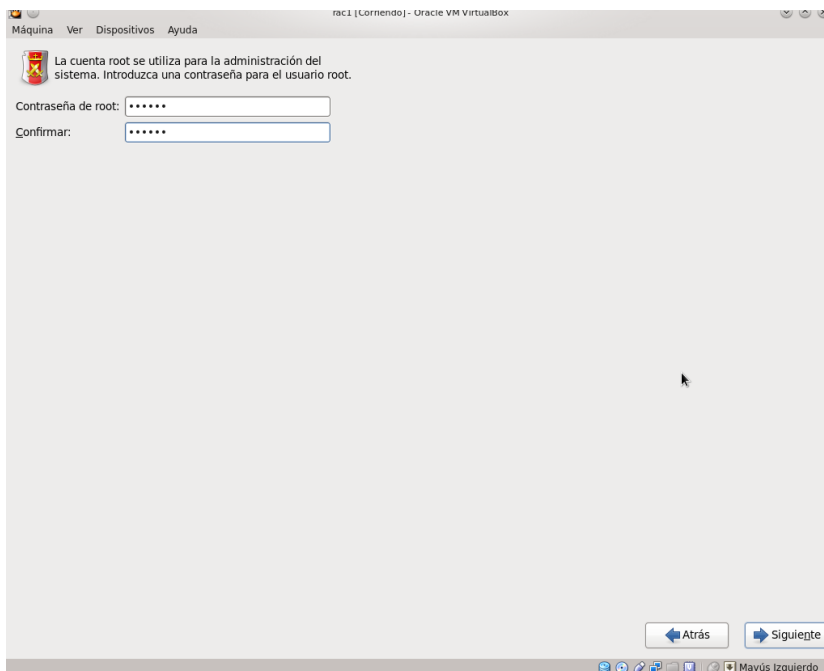 rac1 [Corriendo] - Oracle VM VirtualBox
Máquina Ver Dispositivos Ayuda
La cuenta root se utiliza para la administración del
sistema. Introduzca una contraseña para el usuario root.
Contraseña de root: ••••••
Confirmar: ••••••
Atrás Siguiente
Mayús Izquierdo